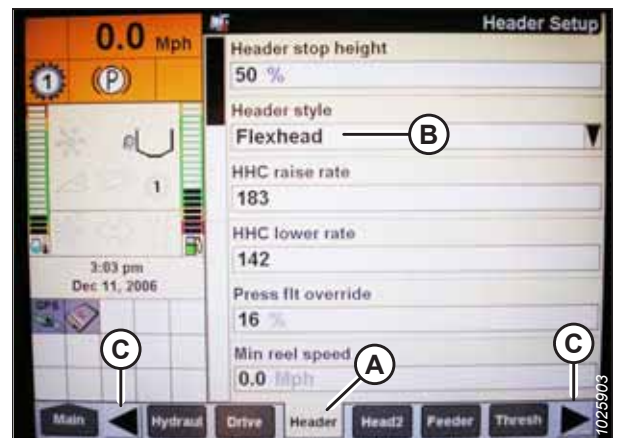 0.0 Mph
Header Setup
1
P
Header stop height
50 %
Header style
Flexhead
B
HHC raise rate
183
1
HHC lower rate
142
3:03 pm
Dec 11, 2006
Press flt override
16 %
GPS
C
Min reel speed
A
C
0.0 Mph
Main
Hydraul
Drive
Header
Head2
Feeder
Thresh
1025903